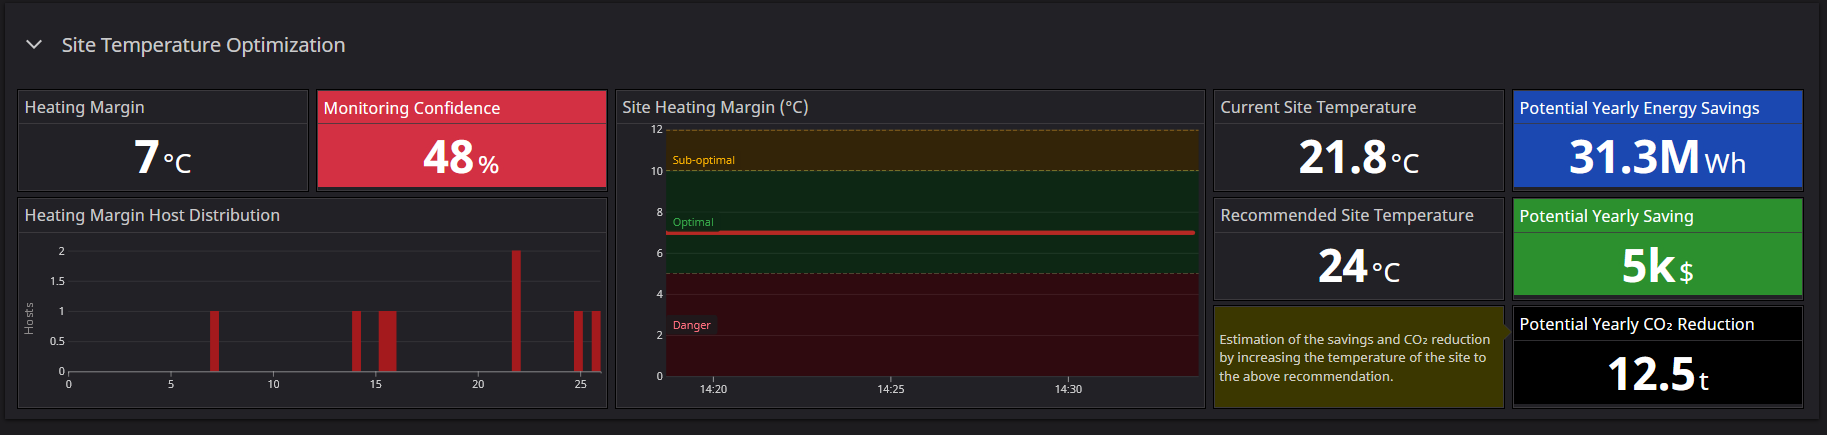 Site Temperature Optimization
Heating Margin
7 °C
Monitoring Confidence
48 %
Heating Margin Host Distribution
Hosts
2
1.5
1
0.5
0
0 5 10 15 20 25
Site Heating Margin (°C)
12
Sub-optimal
10
8
Optimal
6
4
Danger
2
0
14:20 14:25 14:30
Current Site Temperature
21.8 °C
Recommended Site Temperature
24 °C
Estimation of the savings and CO₂ reduction
by increasing the temperature of the site to
the above recommendation.
Potential Yearly Energy Savings
31.3M Wh
Potential Yearly Saving
5k $
Potential Yearly CO₂ Reduction
12.5 t